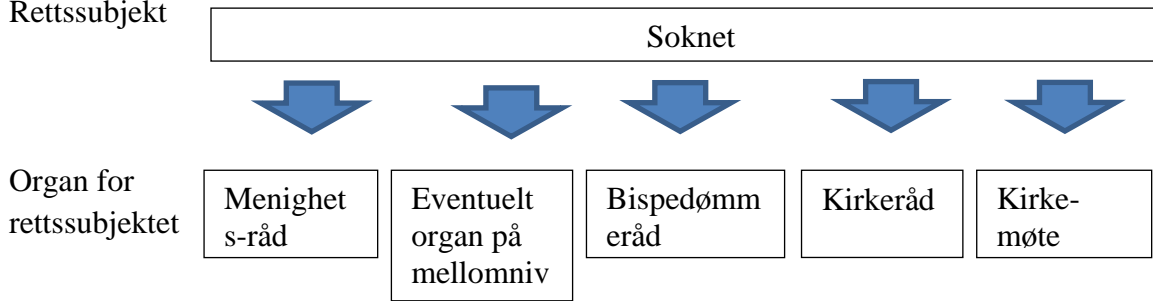 Rettssubjekt
Soknet
Organ for
rettssubjektet
Menighet
s-råd
Eventuelt
organ på
mellomniv
Bispedømm
eråd
Kirkeråd
Kirke-
møte